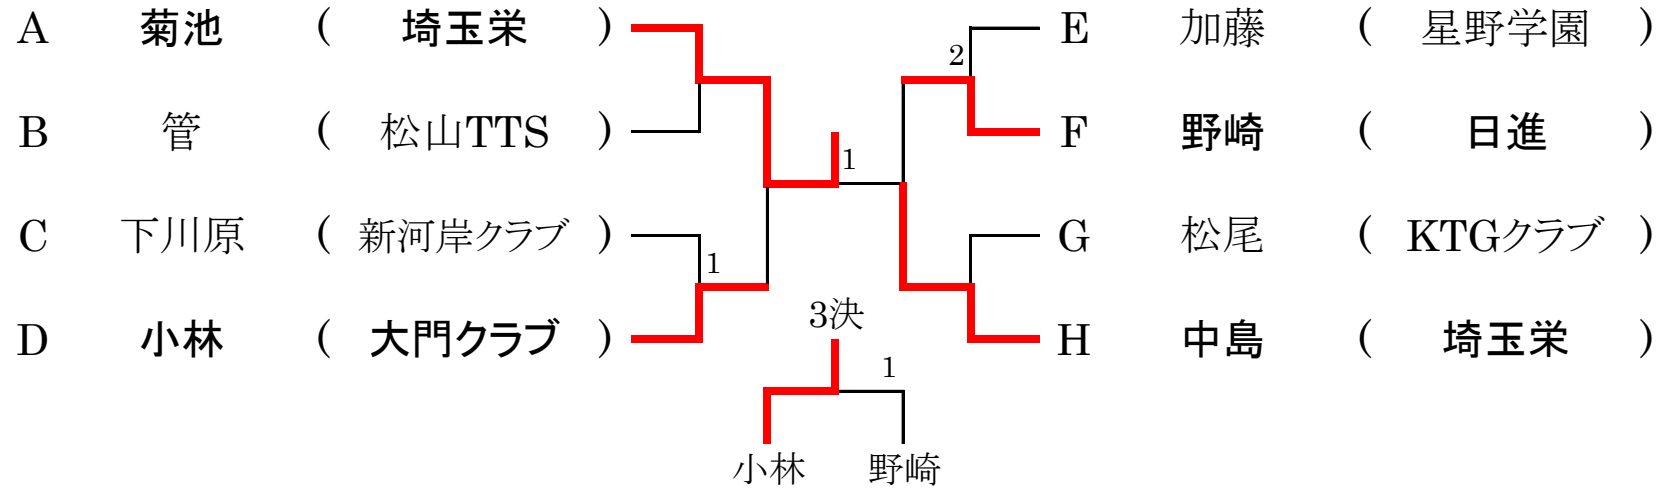 A 菊池 ( 埼玉栄 ) E 加藤 ( 星野学園 )
2
B 管 ( 松山TTS ) F 野崎 ( 日進 )
1
C 下川原 ( 新河岸クラブ ) G 松尾 ( KTGクラブ )
1
3決
D 小林 ( 大門クラブ ) H 中島 ( 埼玉栄 )
1
小林 野崎